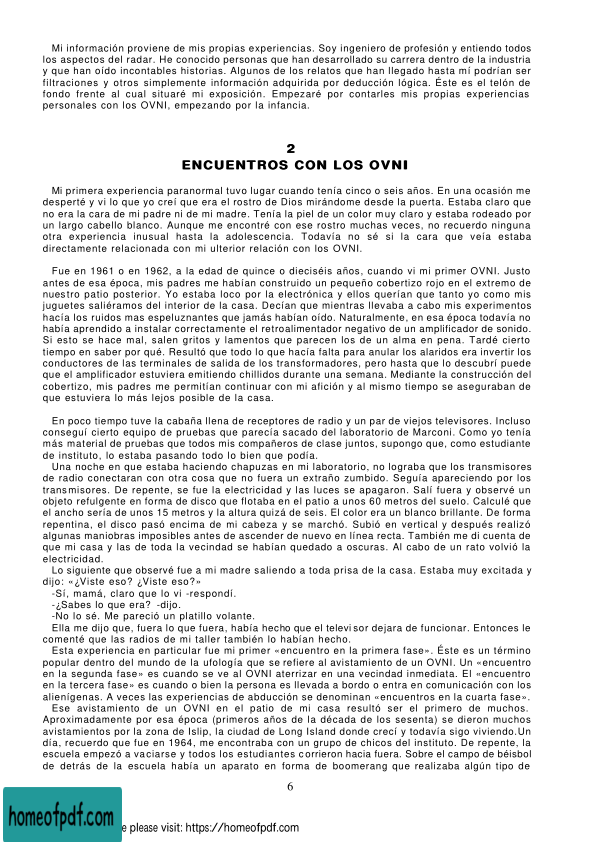 Mi información proviene de mis propias experiencias. Soy ingeniero de profesión y entiendo todos
los aspectos del radar. He conocido personas que han desarrollado su carrera dentro de la industria
y que han oído incontables historias. Algunos de los relatos que han llegado hasta mí podrían ser
filtraciones y otros simplemente información adquirida por deducción lógica. Éste es el telón de
fondo frente al cual situaré mi exposición. Empezaré por contarles mis propias experiencias
personales con los OVNI, empezando por la infancia.
2
ENCUENTROS CON LOS OVNI
Mi primera experiencia paranormal tuvo lugar cuando tenía cinco o seis años. En una ocasión me
desperté y vi lo que yo creí que era el rostro de Dios mirándome desde la puerta. Estaba claro que
no era la cara de mi padre ni de mi madre. Tenía la piel de un color muy claro y estaba rodeado por
un largo cabello blanco. Aunque me encontré con ese rostro muchas veces, no recuerdo ninguna
otra experiencia inusual hasta la adolescencia. Todavía no sé si la cara que veía estaba
directamente relacionada con mi ulterior relación con los OVNI.
Fue en 1961 o en 1962, a la edad de quince o dieciséis años, cuando vi mi primer OVNI. Justo
antes de esa época, mis padres me habían construido un pequeño cobertizo rojo en el extremo de
nuestro patio posterior. Yo estaba loco por la electrónica y ellos querían que tanto yo como mis
juguetes saliéramos del interior de la casa. Decían que mientras llevaba a cabo mis experimentos
hacía los ruidos mas espeluznantes que jamás habían oído. Naturalmente, en esa época todavía no
había aprendido a instalar correctamente el retroalimentador negativo de un amplificador de sonido.
Si esto se hace mal, salen gritos y lamentos que parecen los de un alma en pena. Tardé cierto
tiempo en saber por qué. Resultó que todo lo que hacía falta para anular los alaridos era invertir los
conductores de las terminales de salida de los transformadores, pero hasta que lo descubrí puede
que el amplificador estuviera emitiendo chillidos durante una semana. Mediante la construcción del
cobertizo, mis padres me permitían continuar con mi afición y al mismo tiempo se aseguraban de
que estuviera lo más lejos posible de la casa.
En poco tiempo tuve la cabaña llena de receptores de radio y un par de viejos televisores. Incluso
conseguí cierto equipo de pruebas que parecía sacado del laboratorio de Marconi. Como yo tenía
más material de pruebas que todos mis compañeros de clase juntos, supongo que, como estudiante
de instituto, lo estaba pasando todo lo bien que podía.
Una noche en que estaba haciendo chapuzas en mi laboratorio, no lograba que los transmisores
de radio conectaran con otra cosa que no fuera un extraño zumbido. Seguía apareciendo por los
transmisores. De repente, se fue la electricidad y las luces se apagaron. Salí fuera y observé un
objeto refulgente en forma de disco que flotaba en el patio a unos 60 metros del suelo. Calculé que
el ancho sería de unos 15 metros y la altura quizá de seis. El color era un blanco brillante. De forma
repentina, el disco pasó encima de mi cabeza y se marchó. Subió en vertical y después realizó
algunas maniobras imposibles antes de ascender de nuevo en línea recta. También me di cuenta de
que mi casa y las de toda la vecindad se habían quedado a oscuras. Al cabo de un rato volvió la
electricidad.
Lo siguiente que observé fue a mi madre saliendo a toda prisa de la casa. Estaba muy excitada y
dijo: «¿Viste eso? ¿Viste eso?»
-Sí, mamá, claro que lo vi -respondí.
-¿Sabes lo que era? -dijo.
-No lo sé. Me pareció un platillo volante.
Ella me dijo que, fuera lo que fuera, había hecho que el televisor dejara de funcionar. Entonces le
comenté que las radios de mi taller también lo habían hecho.
Esta experiencia en particular fue mi primer «encuentro en la primera fase». Éste es un término
popular dentro del mundo de la ufología que se refiere al avistamiento de un OVNI. Un «encuentro
en la segunda fase» es cuando se ve al OVNI aterrizar en una vecindad inmediata. El «encuentro
en la tercera fase» es cuando o bien la persona es llevada a bordo o entra en comunicación con los
alienígenas. A veces las experiencias de abducción se denominan «encuentros en la cuarta fase».
Ese avistamiento de un OVNI en el patio de mi casa resultó ser el primero de muchos.
Aproximadamente por esa época (primeros años de la década de los sesenta) se dieron muchos
avistamientos por la zona de Islip, la ciudad de Long Island donde crecí y todavía sigo viviendo.Un
día, recuerdo que fue en 1964, me encontraba con un grupo de chicos del instituto. De repente, la
escuela empezó a vaciarse y todos los estudiantes corrieron hacia fuera. Sobre el campo de béisbol
de detrás de la escuela había un aparato en forma de boomerang que realizaba algún tipo de
6
homeofpdf.com
e please visit: https://homeofpdf.com